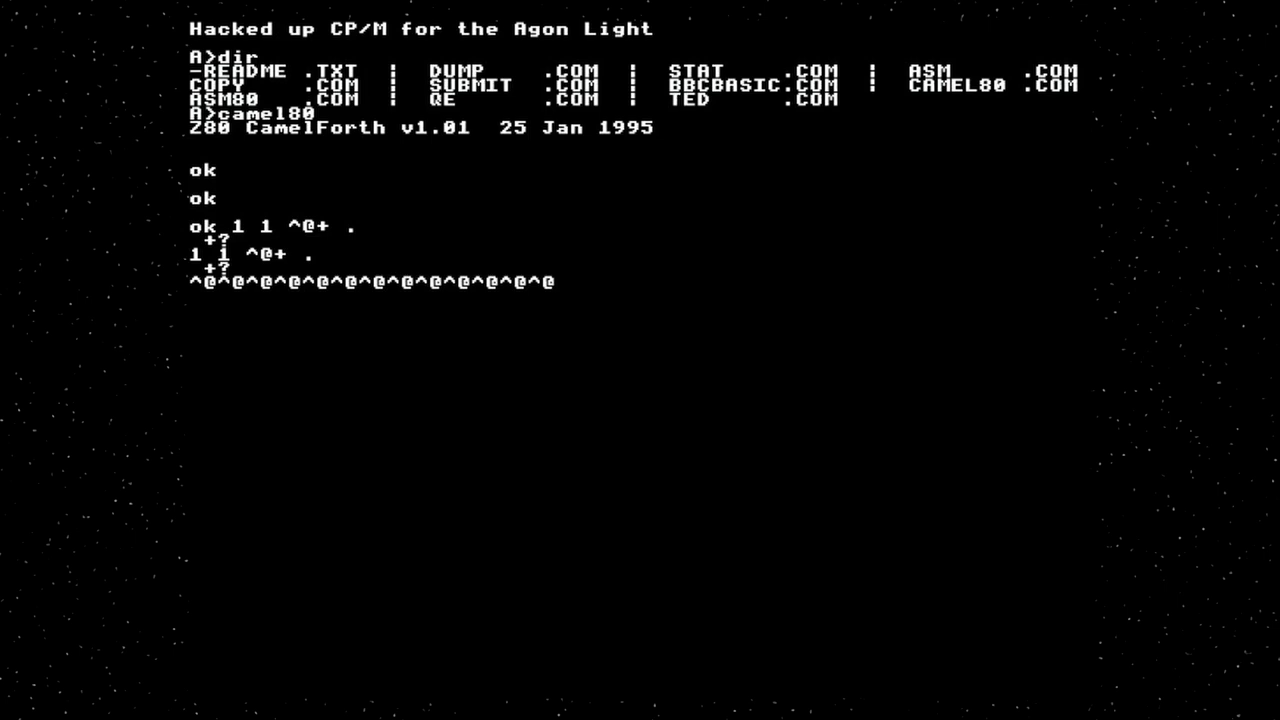 Hacked up CP/M for the Agon Light
A>dir
-README .TXT ¦ DUMP .COM ¦ STAT .COM ¦ ASM .COM
COPY .COM ¦ SUBMIT .COM ¦ BBCBASIC.COM ¦ CAMEL80 .COM
ASM80 .COM ¦ QE .COM ¦ TED .COM
A>camel80
Z80 CamelForth v1.01 25 Jan 1995
ok
ok
ok 1 1 ^@+ .
+?
1 1 ^@+ .
+?
^@^@^@^@^@^@^@^@^@^@^@^@^@